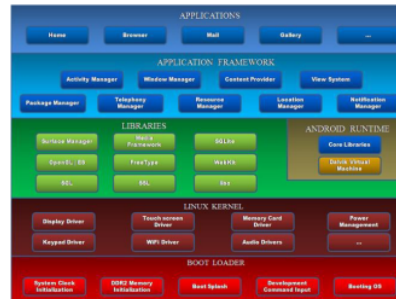 APPLICATIONS
Home Browser Mail Gallery ...
APPLICATION FRAMEWORK
Activity Manager Window Manager Content Provider View System
Package Manager Telephony Manager Resource Manager Location Manager Notification Manager
LIBRARIES
Surface Manager Media Framework SQLite
OpenGL | ES FreeType WebKit
SSL
ANDROID RUNTIME
Core Libraries
Dalvik Virtual Machine
LINUX KERNEL
Display Driver Touch screen Driver Memory Card Driver Power Management
Keypad Driver WiFi Driver Audio Drivers ...
BOOT LOADER
System Clock Initialization DDR2 Memory Initialization Boot Splash Development Command Input Booting OS